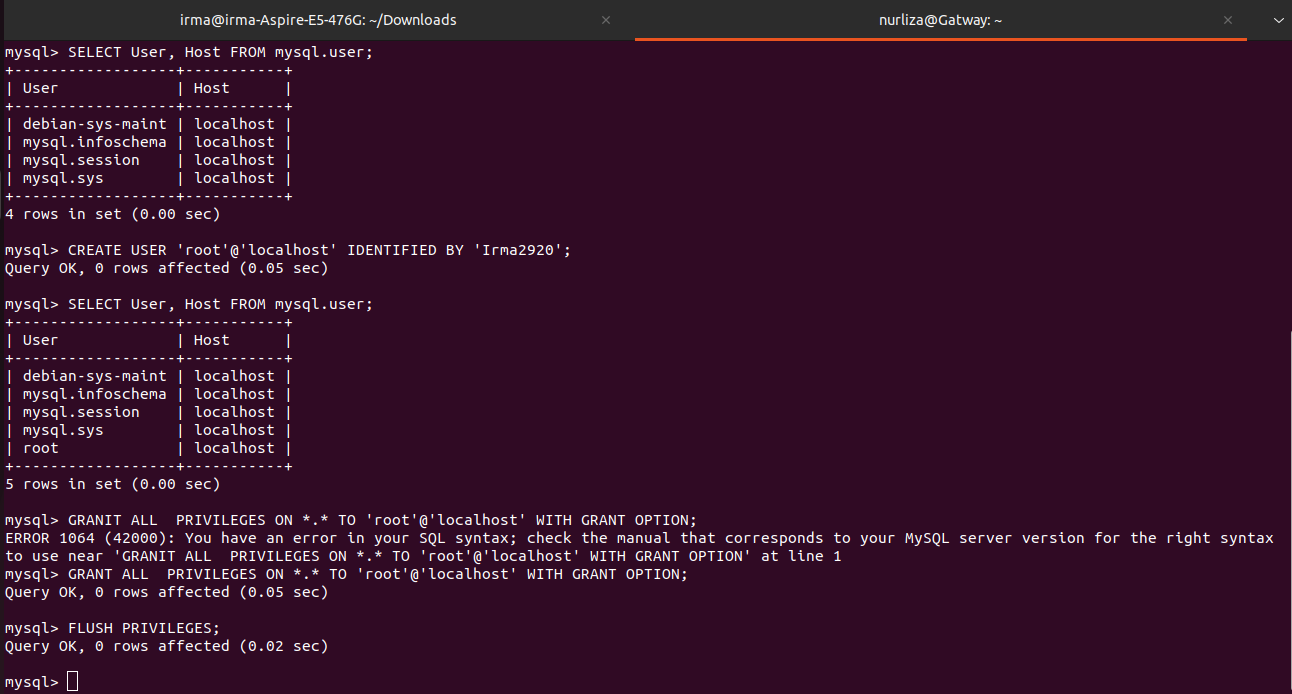 irma@irma-Aspire-E5-476G: ~/Downloads
nurliza@Gatway: ~
mysql> SELECT User, Host FROM mysql.user;
+------------------+-----------+
| User             | Host      |
+------------------+-----------+
| debian-sys-maint | localhost |
| mysql.infoschema | localhost |
| mysql.session    | localhost |
| mysql.sys        | localhost |
+------------------+-----------+
4 rows in set (0.00 sec)

mysql> CREATE USER 'root'@'localhost' IDENTIFIED BY 'Irma2920';
Query OK, 0 rows affected (0.05 sec)

mysql> SELECT User, Host FROM mysql.user;
+------------------+-----------+
| User             | Host      |
+------------------+-----------+
| debian-sys-maint | localhost |
| mysql.infoschema | localhost |
| mysql.session    | localhost |
| mysql.sys        | localhost |
| root             | localhost |
+------------------+-----------+
5 rows in set (0.00 sec)

mysql> GRANIT ALL  PRIVILEGES ON *.* TO 'root'@'localhost' WITH GRANT OPTION;
ERROR 1064 (42000): You have an error in your SQL syntax; check the manual that corresponds to your MySQL server version for the right syntax
to use near 'GRANIT ALL  PRIVILEGES ON *.* TO 'root'@'localhost' WITH GRANT OPTION' at line 1
mysql> GRANT ALL  PRIVILEGES ON *.* TO 'root'@'localhost' WITH GRANT OPTION;
Query OK, 0 rows affected (0.05 sec)

mysql> FLUSH PRIVILEGES;
Query OK, 0 rows affected (0.02 sec)

mysql>